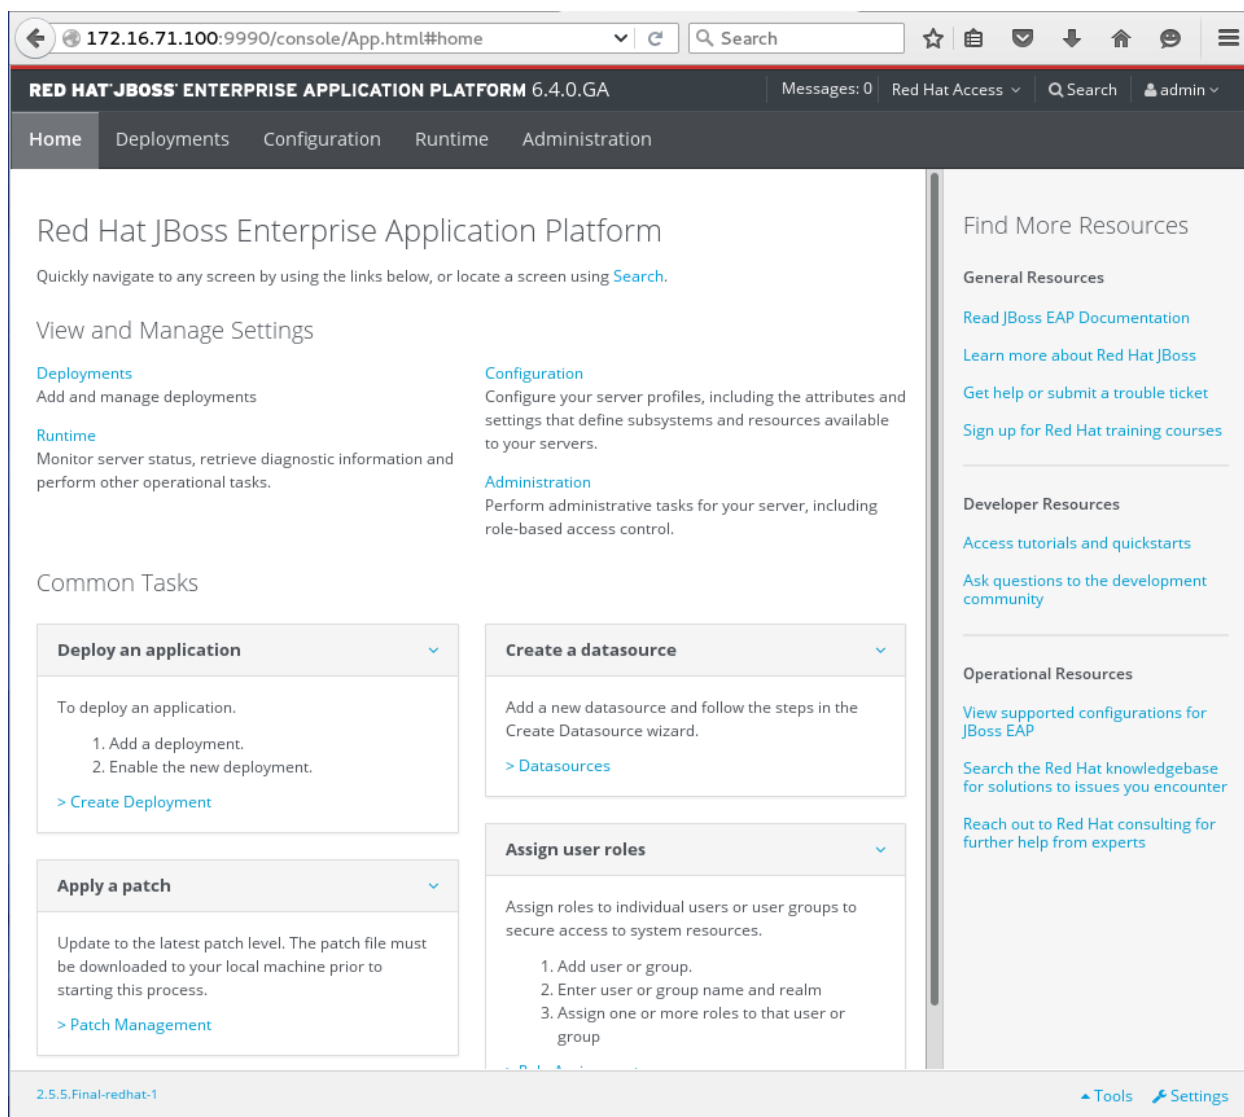 172.16.71.100:9990/console/App.html#home
Search
RED HAT JBOSS ENTERPRISE APPLICATION PLATFORM 6.4.0.GA
Messages: 0
Red Hat Access
Search
admin
Home
Deployments
Configuration
Runtime
Administration
Red Hat JBoss Enterprise Application Platform
Quickly navigate to any screen by using the links below, or locate a screen using Search.
View and Manage Settings
Deployments
Add and manage deployments
Runtime
Monitor server status, retrieve diagnostic information and
perform other operational tasks.
Configuration
Configure your server profiles, including the attributes and
settings that define subsystems and resources available
to your servers.
Administration
Perform administrative tasks for your server, including
role-based access control.
Common Tasks
Deploy an application
To deploy an application.
1. Add a deployment.
2. Enable the new deployment.
> Create Deployment
Apply a patch
Update to the latest patch level. The patch file must
be downloaded to your local machine prior to
starting this process.
> Patch Management
Create a datasource
Add a new datasource and follow the steps in the
Create Datasource wizard.
> Datasources
Assign user roles
Assign roles to individual users or user groups to
secure access to system resources.
1. Add user or group.
2. Enter user or group name and realm
3. Assign one or more roles to that user or
group
Find More Resources
General Resources
Read JBoss EAP Documentation
Learn more about Red Hat JBoss
Get help or submit a trouble ticket
Sign up for Red Hat training courses
Developer Resources
Access tutorials and quickstarts
Ask questions to the development
community
Operational Resources
View supported configurations for
JBoss EAP
Search the Red Hat knowledgebase
for solutions to issues you encounter
Reach out to Red Hat consulting for
further help from experts
2.5.5.Final-redhat-1
Tools
Settings